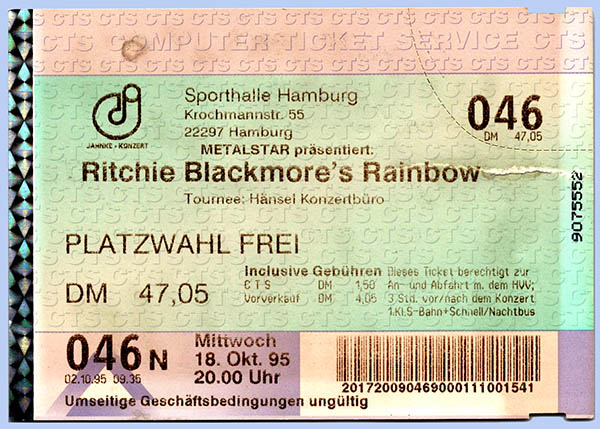 CTS COMPUTER TICKET SERVICE CTS
Sporthalle Hamburg
Krochmannstr. 55
22297 Hamburg
046
DM 47,05
JAHNKE - KONZERT
METALSTAR präsentiert:
Ritchie Blackmore's Rainbow
Tournee: Hänsel Konzertbüro
9075552
PLATZWAHL FREI
DM 47,05
Inclusive Gebühren
CTS DM 1,50
Vorverkauf DM 4,05
Dieses Ticket berechtigt zur
An- und Abfahrt m. dem HVV;
3 Std. vor/nach dem Konzert
1.Kls-Bahn+Schnell/Nachtbus
046 N
02.10.95 09.35
Mittwoch
18. Okt. 95
20.00 Uhr
2017200904690001110015​41
Umseitige Geschäftsbedingungen ungültig